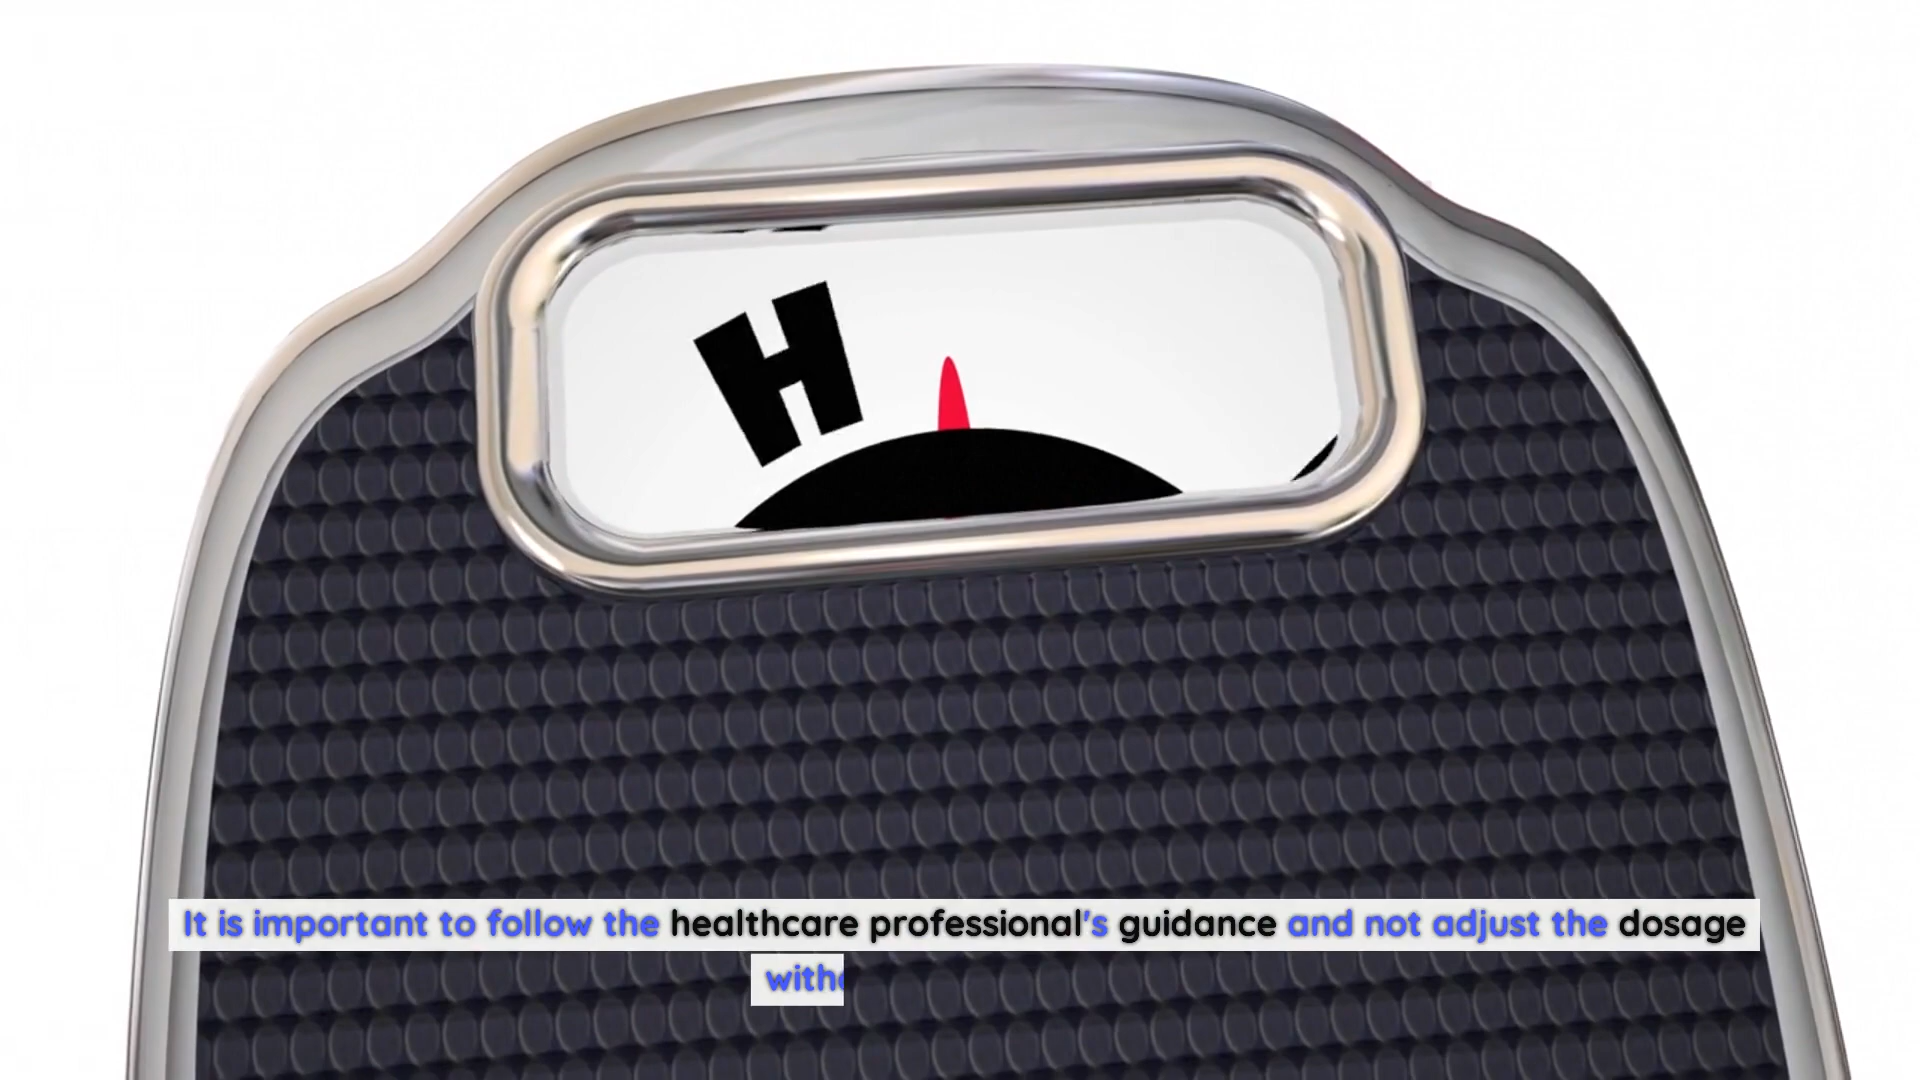 H
It is important to follow the healthcare professional's guidance and not adjust the dosage